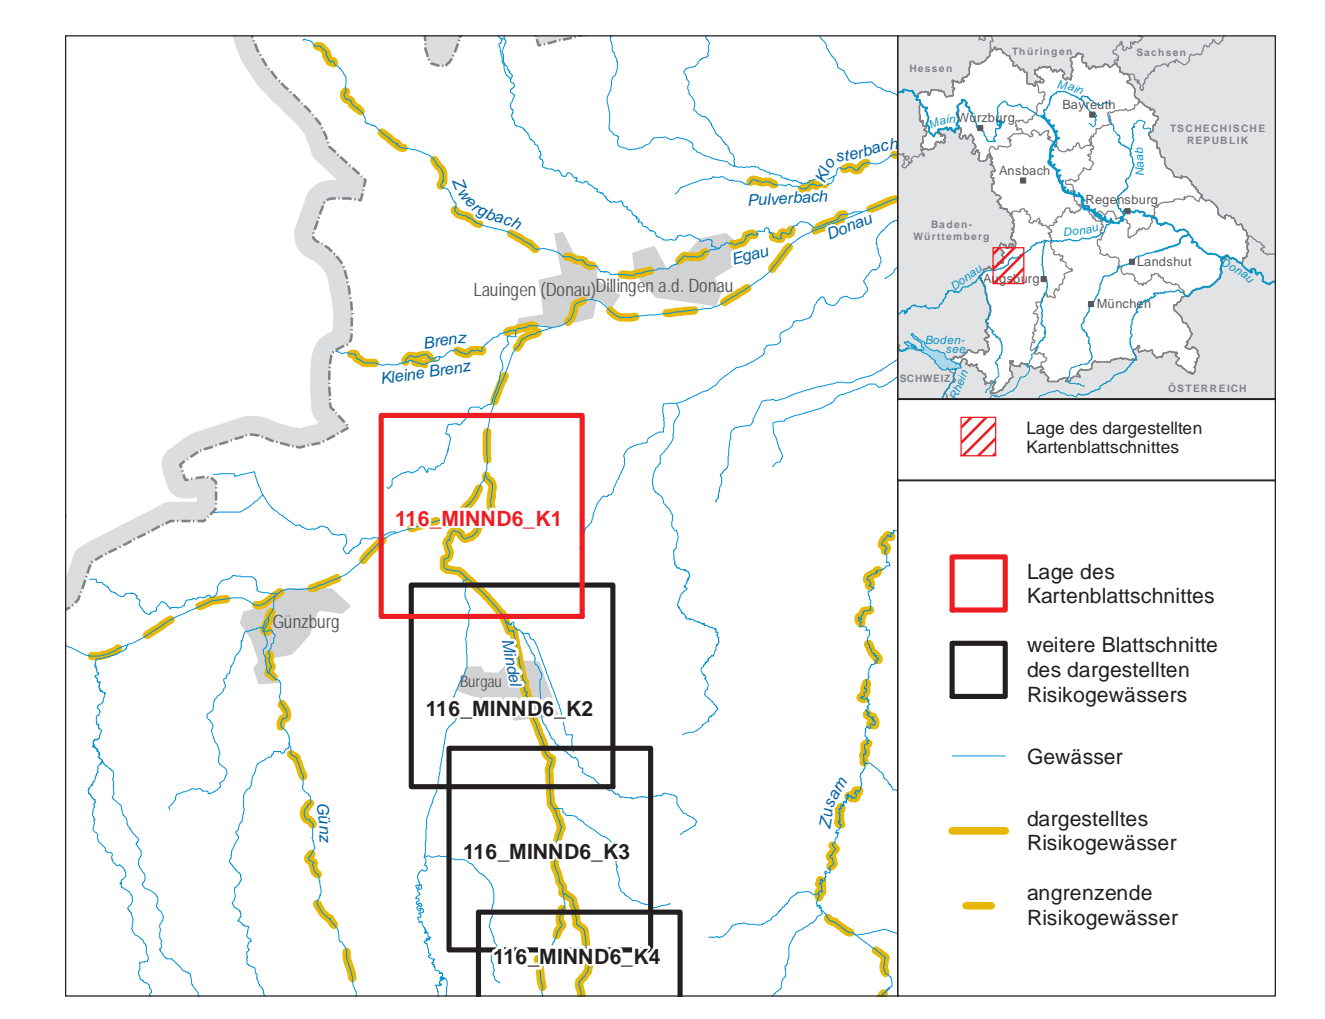 Zwergbach
Klosterbach
Pulverbach
Donau
Egau
Lauingen (Donau)
Dillingen a.d. Donau
Brenz
Kleine Brenz
116_MINND6_K1
Günzburg
Mindel
Burgau
116_MINND6_K2
Günz
Zusam
116_MINND6_K3
116_MINND6_K4
Thüringen
Sachsen
Hessen
Main
Bayreuth
Main
Würzburg
TSCHECHISCHE
REPUBLIK
Naab
Ansbach
Regensburg
Baden-
Württemberg
Donau
Donau
Landshut
Donau
Augsburg
München
Boden-
see
SCHWEIZ
Rhein
ÖSTERREICH
Lage des dargestellten
Kartenblattschnittes
Lage des
Kartenblattschnittes
weitere Blattschnitte
des dargestellten
Risikogewässers
Gewässer
dargestelltes
Risikogewässer
angrenzende
Risikogewässer